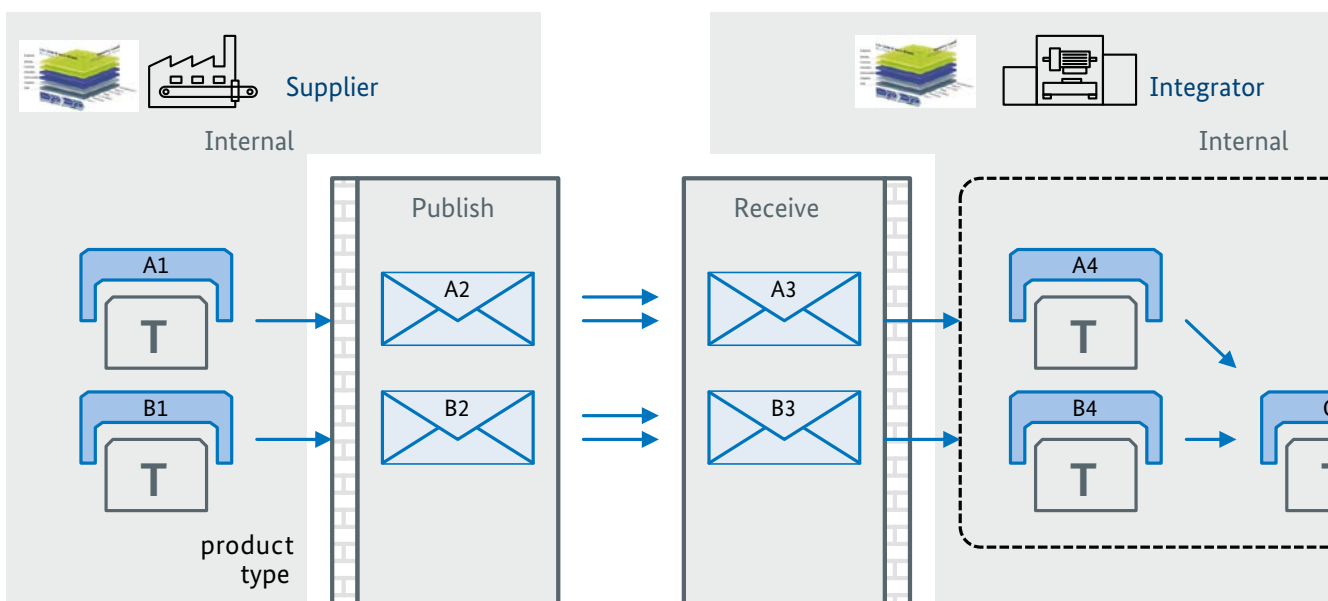 Supplier
Integrator
Internal
Internal
Publish
Receive
A1
T
A2
A3
A4
T
B1
T
B2
B3
B4
T
product
type